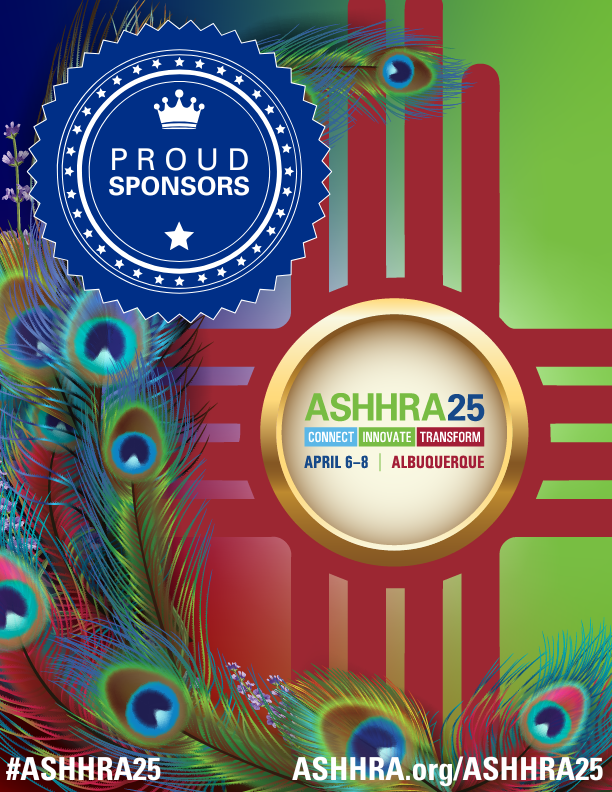 PROUD
SPONSORS
ASHHRA25
CONNECT INNOVATE TRANSFORM
APRIL 6–8 | ALBUQUERQUE
#ASHHRA25
ASHHRA.org/ASHHRA25